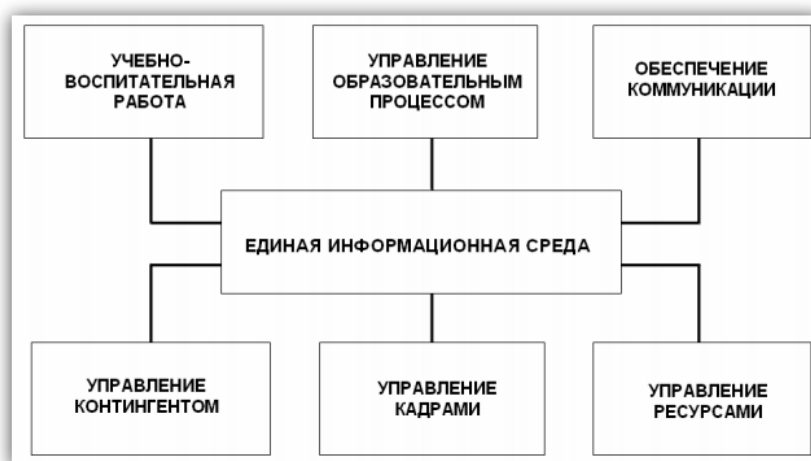 УЧЕБНО-
ВОСПИТАТЕЛЬНАЯ
РАБОТА
УПРАВЛЕНИЕ
ОБРАЗОВАТЕЛЬНЫМ
ПРОЦЕССОМ
ОБЕСПЕЧЕНИЕ
КОММУНИКАЦИИ
ЕДИНАЯ ИНФОРМАЦИОННАЯ СРЕДА
УПРАВЛЕНИЕ
КОНТИНГЕНТОМ
УПРАВЛЕНИЕ
КАДРАМИ
УПРАВЛЕНИЕ
РЕСУРСАМИ